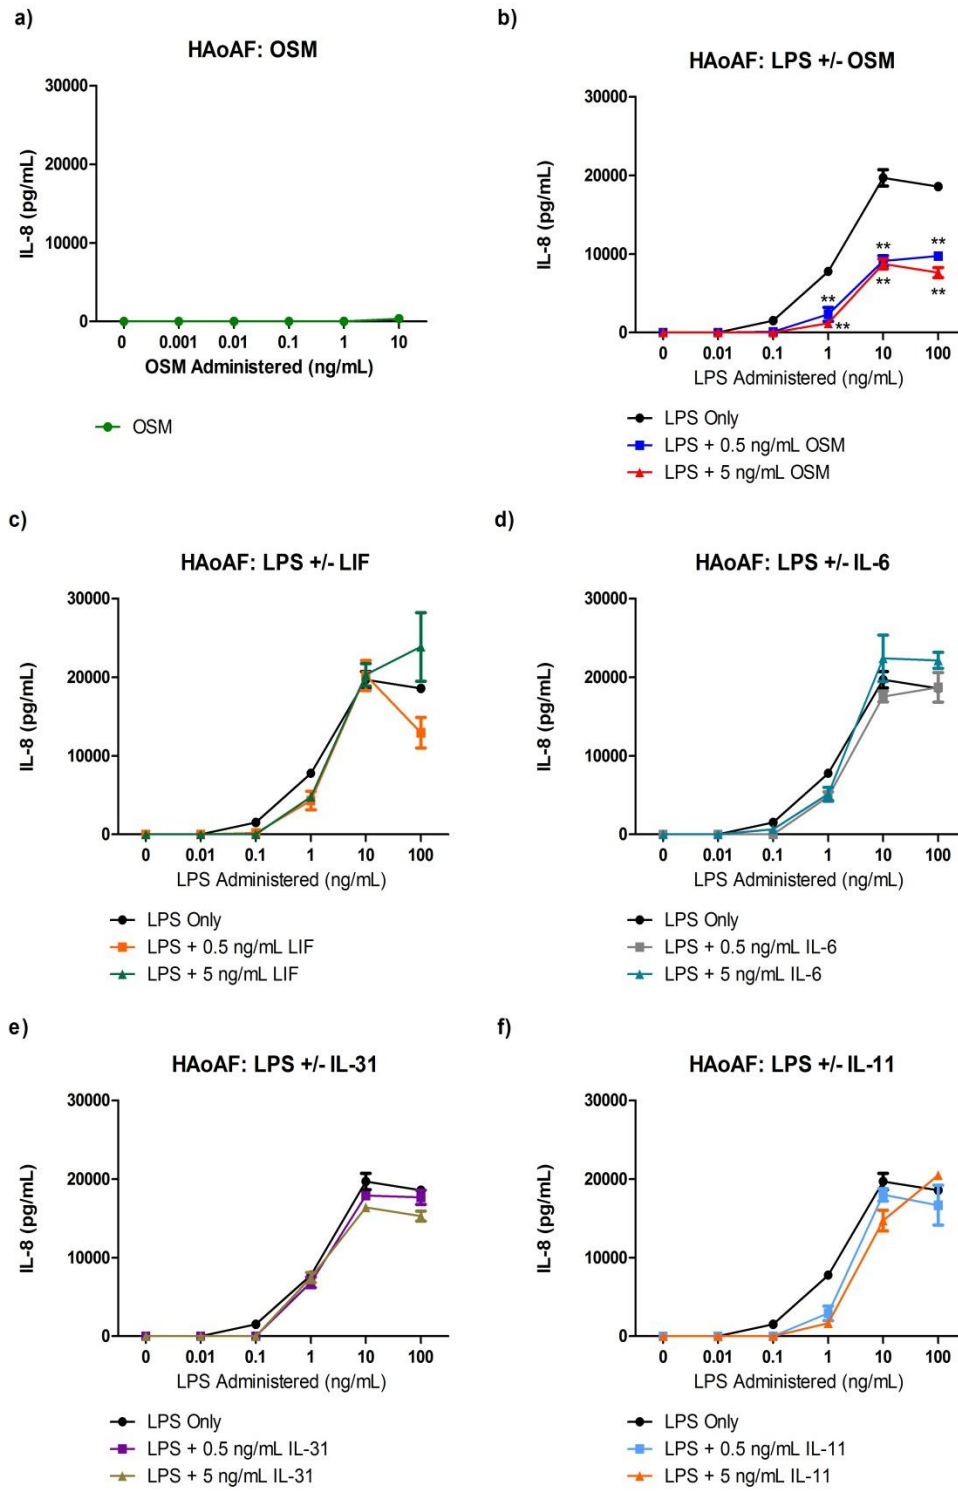 a)
HAoAF: OSM
30000
20000
10000
0
IL-8 (pg/mL)
0 0.001 0.01 0.1 1 10
OSM Administered (ng/mL)
OSM
b)
HAoAF: LPS +/- OSM
30000
20000
10000
0
IL-8 (pg/mL)
** **
** **
** **
0 0.01 0.1 1 10 100
LPS Administered (ng/mL)
LPS Only
LPS + 0.5 ng/mL OSM
LPS + 5 ng/mL OSM
c)
HAoAF: LPS +/- LIF
30000
20000
10000
0
IL-8 (pg/mL)
0 0.01 0.1 1 10 100
LPS Administered (ng/mL)
LPS Only
LPS + 0.5 ng/mL LIF
LPS + 5 ng/mL LIF
d)
HAoAF: LPS +/- IL-6
30000
20000
10000
0
IL-8 (pg/mL)
0 0.01 0.1 1 10 100
LPS Administered (ng/mL)
LPS Only
LPS + 0.5 ng/mL IL-6
LPS + 5 ng/mL IL-6
e)
HAoAF: LPS +/- IL-31
30000
20000
10000
0
IL-8 (pg/mL)
0 0.01 0.1 1 10 100
LPS Administered (ng/mL)
LPS Only
LPS + 0.5 ng/mL IL-31
LPS + 5 ng/mL IL-31
f)
HAoAF: LPS +/- IL-11
30000
20000
10000
0
IL-8 (pg/mL)
0 0.01 0.1 1 10 100
LPS Administered (ng/mL)
LPS Only
LPS + 0.5 ng/mL IL-11
LPS + 5 ng/mL IL-11